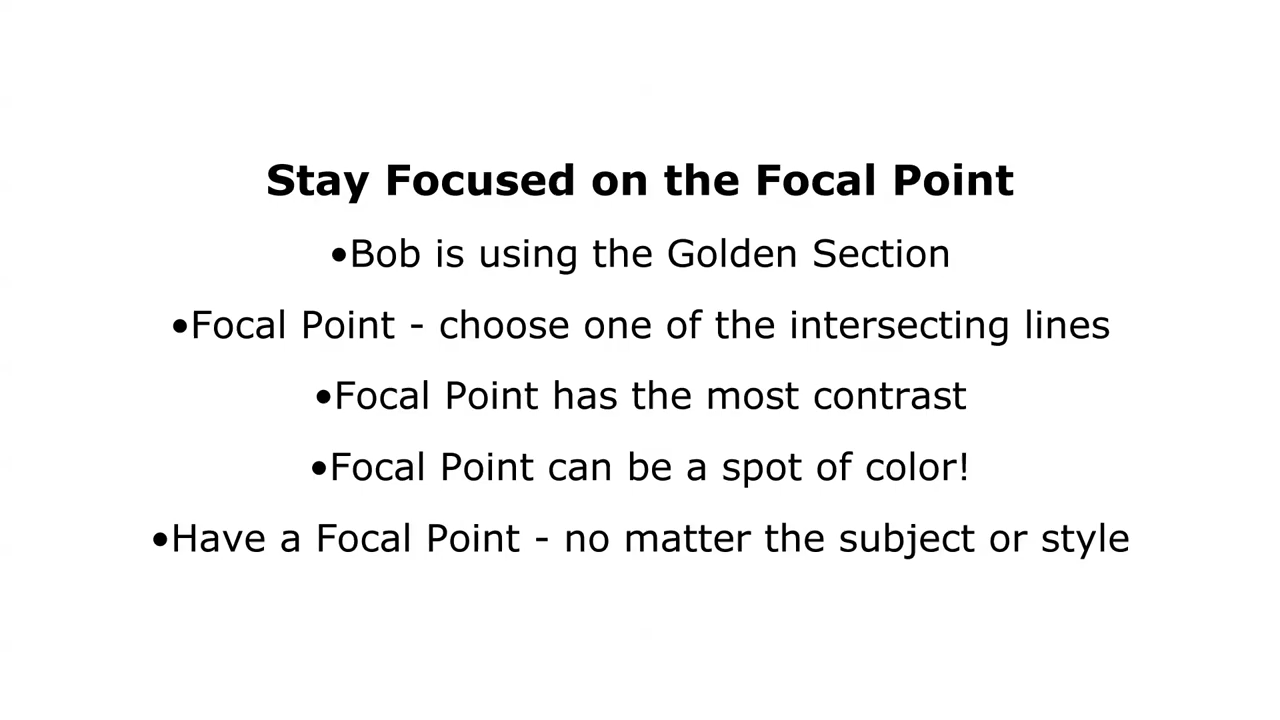 Stay Focused on the Focal Point
•Bob is using the Golden Section
•Focal Point - choose one of the intersecting lines
•Focal Point has the most contrast
•Focal Point can be a spot of color!
•Have a Focal Point - no matter the subject or style